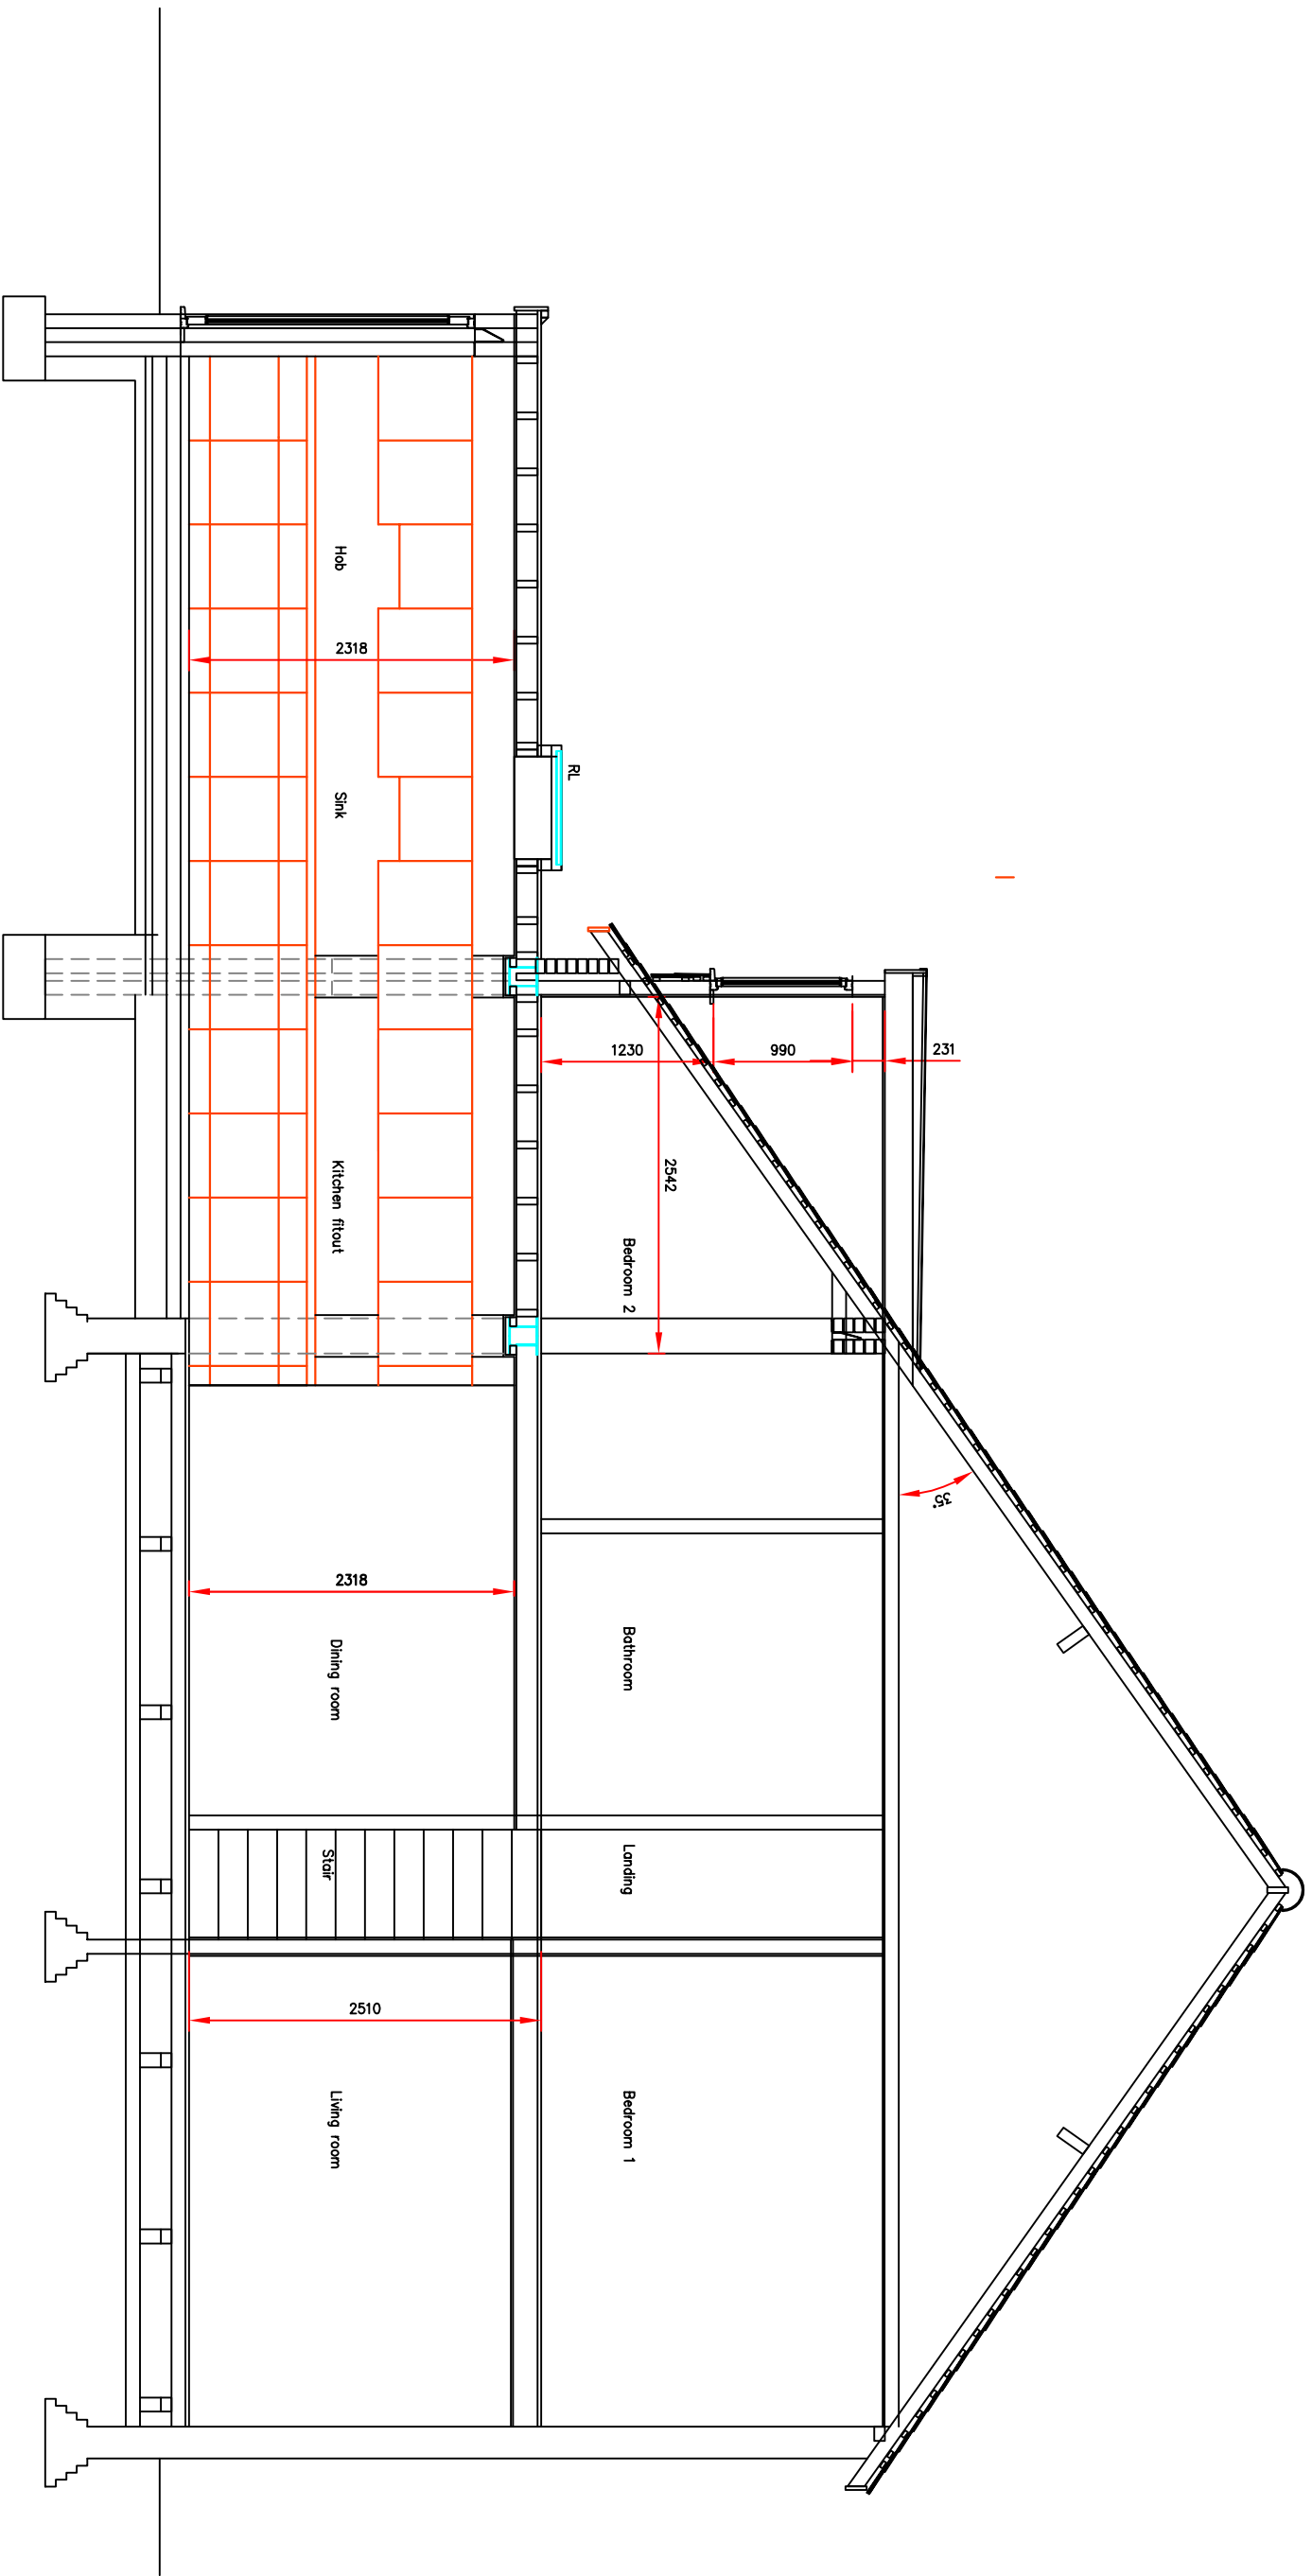 35°
231
990
1230
2542
Bedroom 2
Bathroom
Landing
Bedroom 1
RL
2318
2318
2510
Hob
Sink
Kitchen fitout
Dining room
Stair
Living room